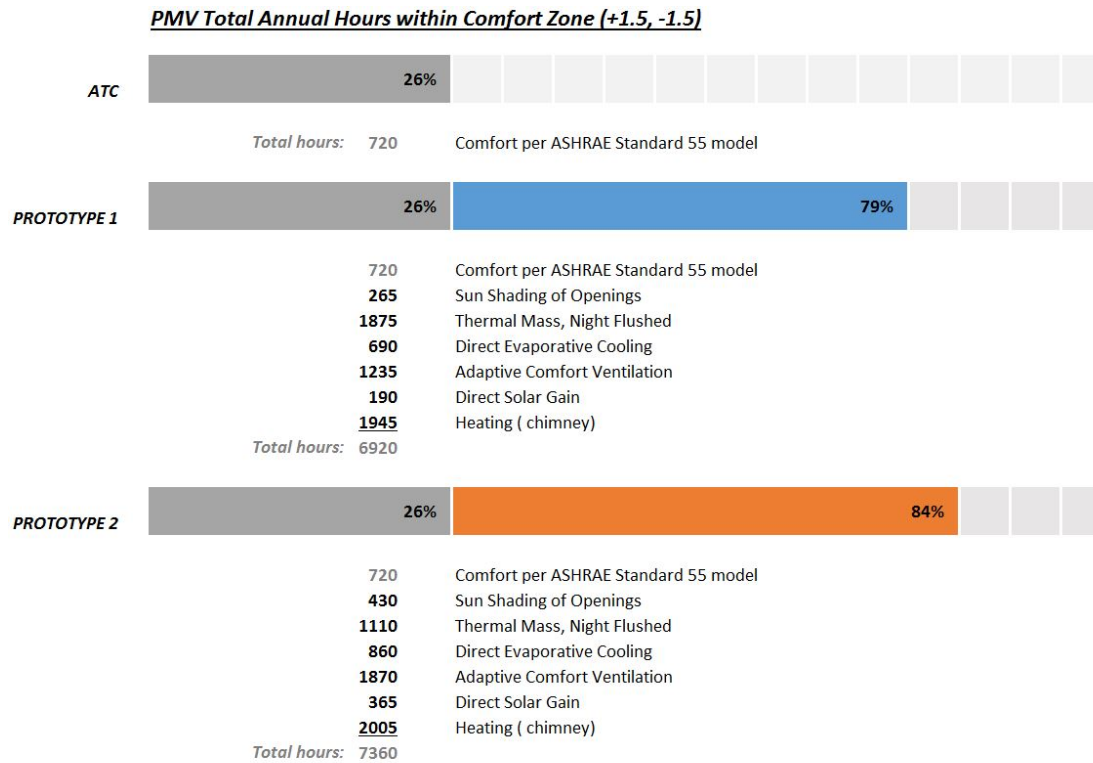 PMV Total Annual Hours within Comfort Zone (+1.5, -1.5)
ATC 26%
Total hours: 720 Comfort per ASHRAE Standard 55 model
PROTOTYPE 1 26% 79%
720 Comfort per ASHRAE Standard 55 model
265 Sun Shading of Openings
1875 Thermal Mass, Night Flushed
690 Direct Evaporative Cooling
1235 Adaptive Comfort Ventilation
190 Direct Solar Gain
1945 Heating ( chimney)
Total hours: 6920
PROTOTYPE 2 26% 84%
720 Comfort per ASHRAE Standard 55 model
430 Sun Shading of Openings
1110 Thermal Mass, Night Flushed
860 Direct Evaporative Cooling
1870 Adaptive Comfort Ventilation
365 Direct Solar Gain
2005 Heating ( chimney)
Total hours: 7360